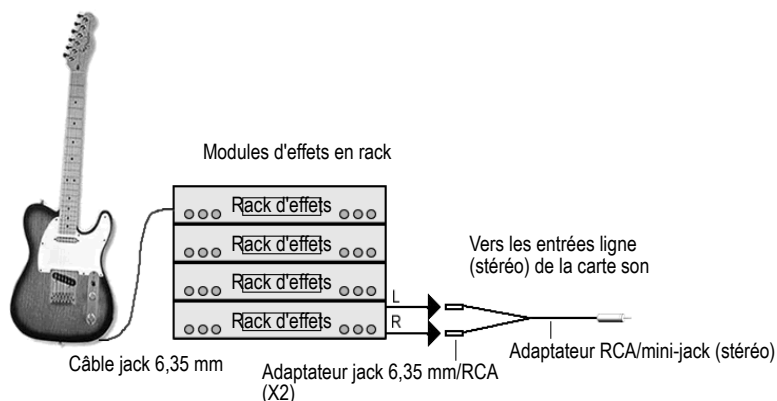 Modules d'effets en rack
Rack d'effets
Rack d'effets
Rack d'effets
Rack d'effets
L
R
Vers les entrées ligne
(stéréo) de la carte son
Câble jack 6,35 mm
Adaptateur jack 6,35 mm/RCA
(X2)
Adaptateur RCA/mini-jack (stéréo)